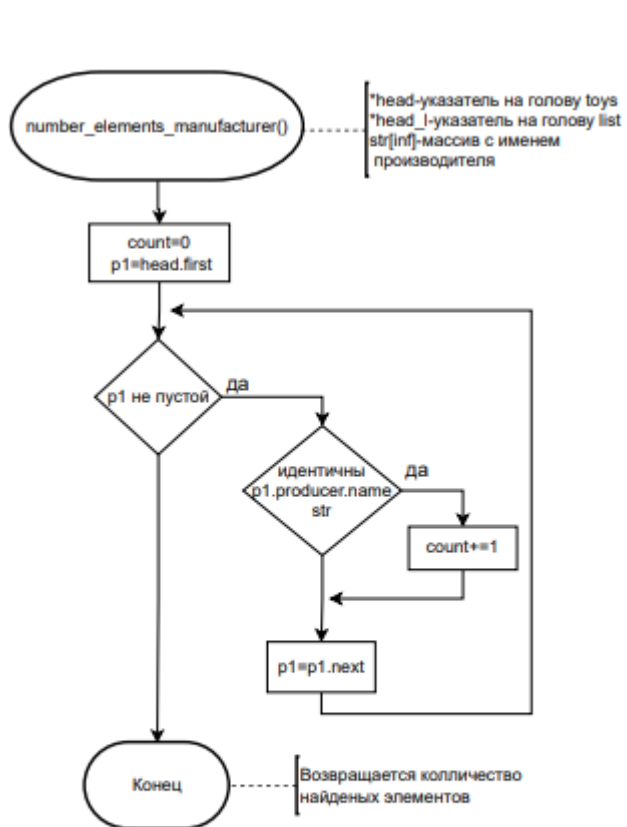 number_elements_manufacturer()
*head-указатель на голову toys
*head_l-указатель на голову list
str[inf]-массив с именем
производителя
count=0
p1=head.first
p1 не пустой
да
идентичны
p1.producer.name
str
да
count+=1
p1=p1.next
Конец
Возвращается колличество
найденых элементов